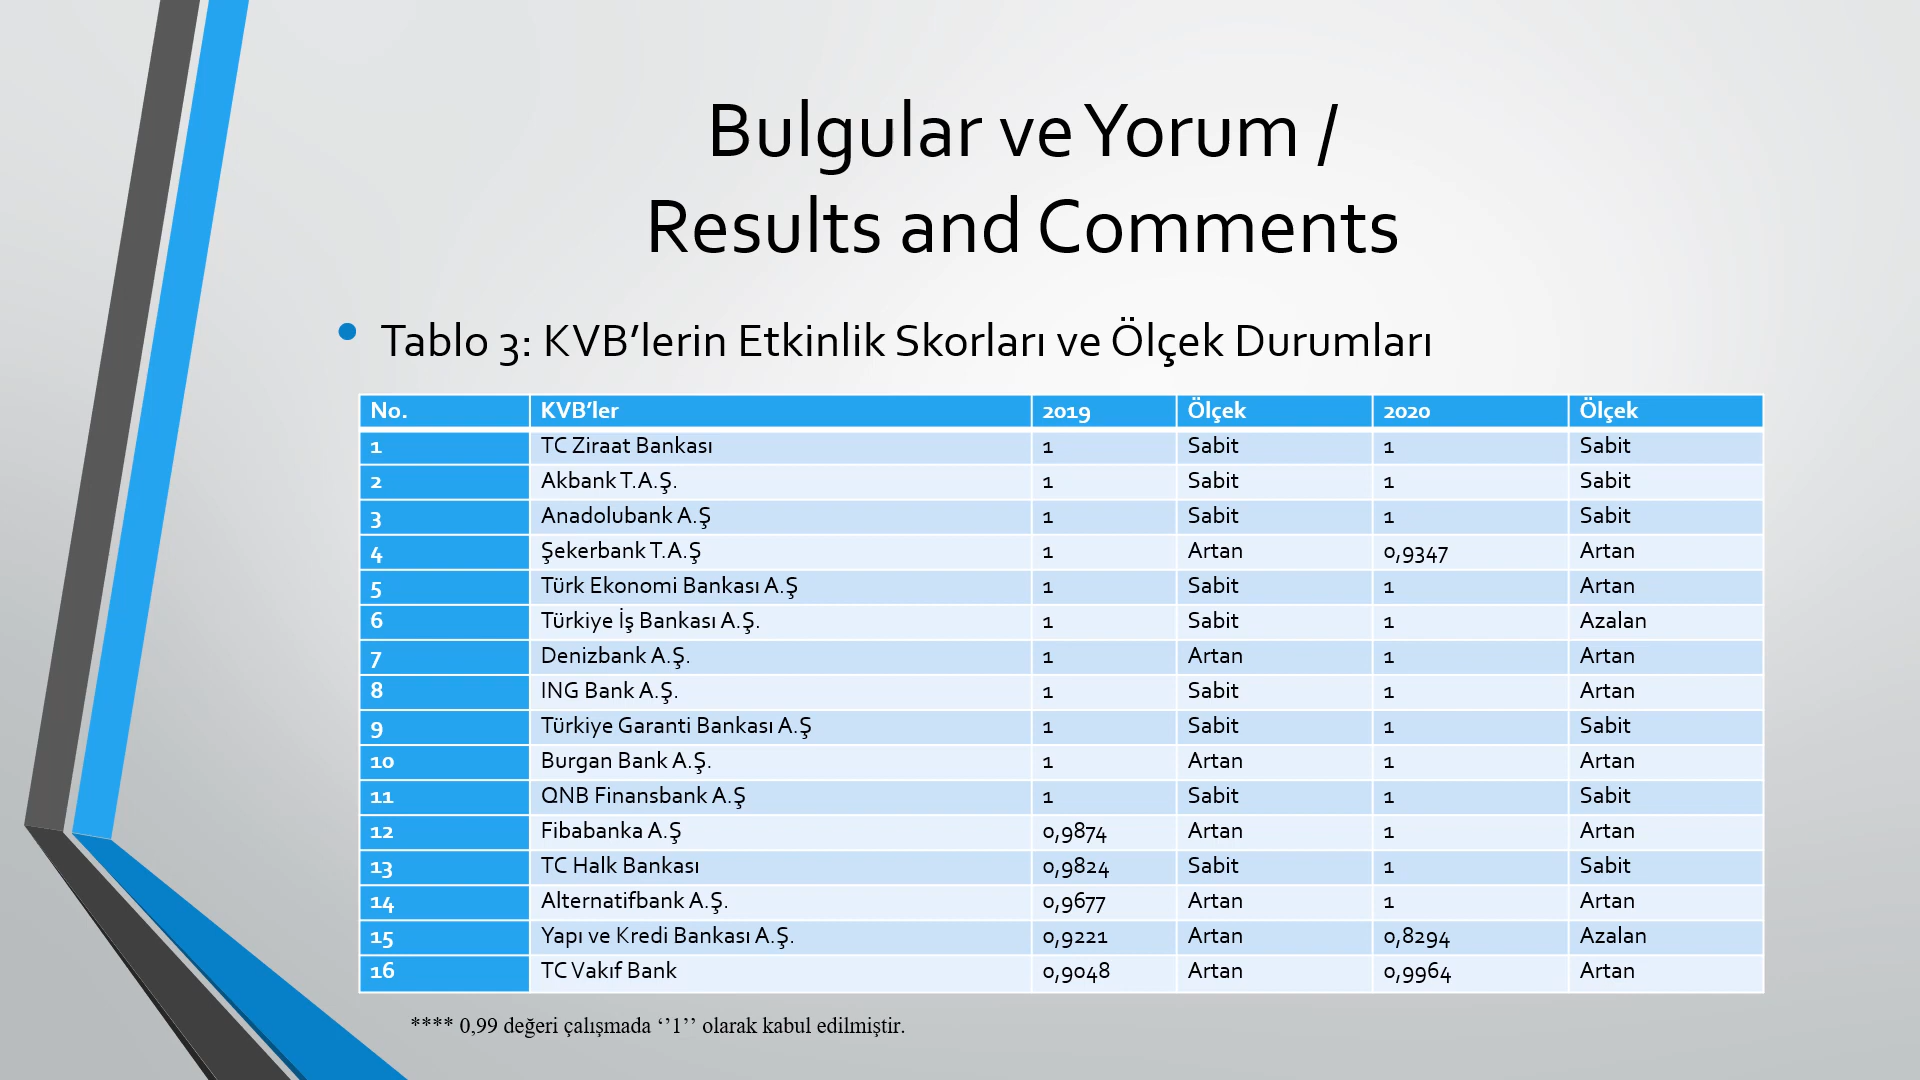 Bulgular ve Yorum /
Results and Comments
• Tablo 3: KVB’lerin Etkinlik Skorları ve Ölçek Durumları
No. KVB’ler 2019 Ölçek 2020 Ölçek
1 TC Ziraat Bankası 1 Sabit 1 Sabit
2 Akbank T.A.Ş. 1 Sabit 1 Sabit
3 Anadolubank A.Ş 1 Sabit 1 Sabit
4 Şekerbank T.A.Ş 1 Artan 0,9347 Artan
5 Türk Ekonomi Bankası A.Ş 1 Sabit 1 Artan
6 Türkiye İş Bankası A.Ş. 1 Sabit 1 Azalan
7 Denizbank A.Ş. 1 Artan 1 Artan
8 ING Bank A.Ş. 1 Sabit 1 Artan
9 Türkiye Garanti Bankası A.Ş 1 Sabit 1 Sabit
10 Burgan Bank A.Ş. 1 Artan 1 Artan
11 QNB Finansbank A.Ş 1 Sabit 1 Sabit
12 Fibabanka A.Ş 0,9874 Artan 1 Artan
13 TC Halk Bankası 0,9824 Sabit 1 Sabit
14 Alternatifbank A.Ş. 0,9677 Artan 1 Artan
15 Yapı ve Kredi Bankası A.Ş. 0,9221 Artan 0,8294 Azalan
16 TC Vakıf Bank 0,9048 Artan 0,9964 Artan
**** 0,99 değeri çalışmada ‘’1’’ olarak kabul edilmiştir.